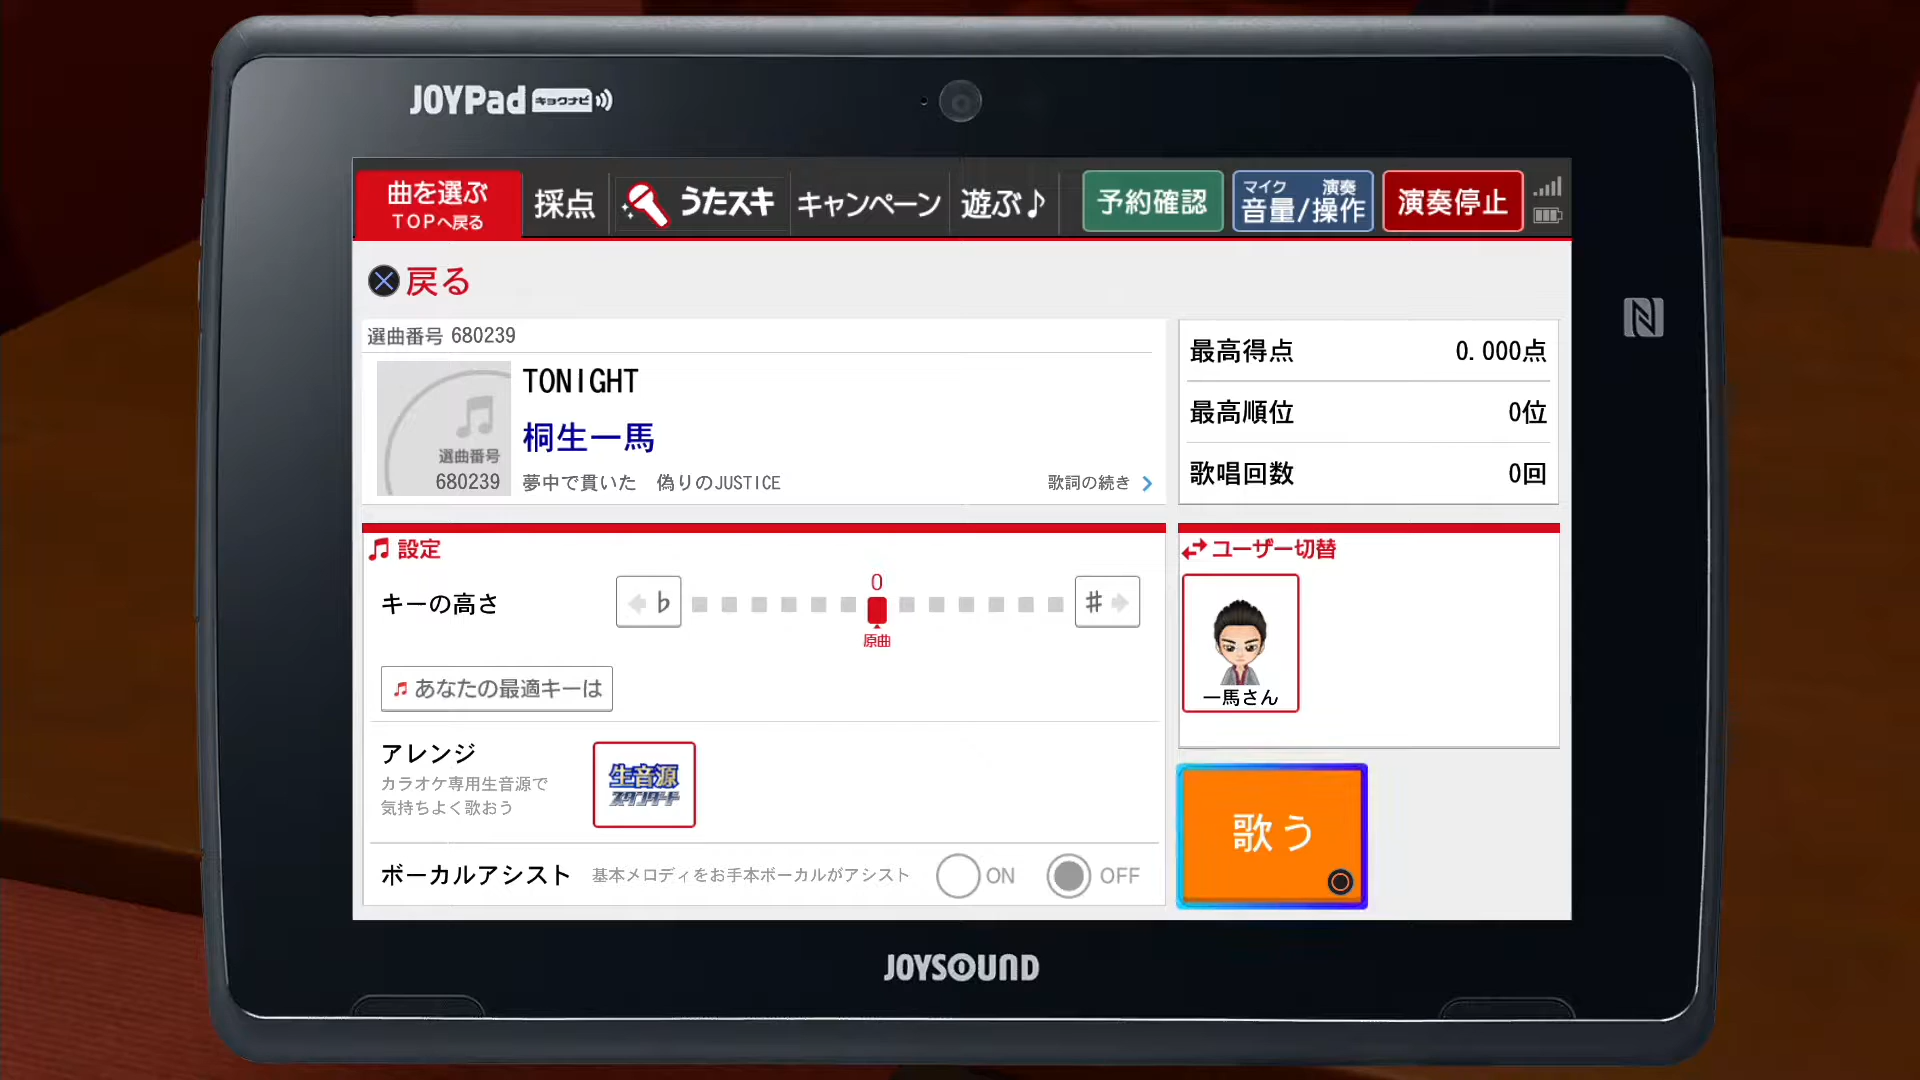 JOYPad キョクナビ
曲を選ぶ
TOPへ戻る
採点
うたスキ
キャンペーン
遊ぶ♪
予約確認
マイク 演奏
音量/操作
演奏停止
戻る
選曲番号 680239
TONIGHT
桐生一馬
夢中で貫いた 偽りのJUSTICE
歌詞の続き
選曲番号
680239
最高得点 0.000点
最高順位 0位
歌唱回数 0回
設定
キーの高さ
♭
0
原曲
♯
あなたの最適キーは
アレンジ
カラオケ専用生音源で
気持ちよく歌おう
生音源
スタンダード
ボーカルアシスト 基本メロディをお手本ボーカルがアシスト ON OFF
ユーザー切替
一馬さん
歌う
JOYSOUND